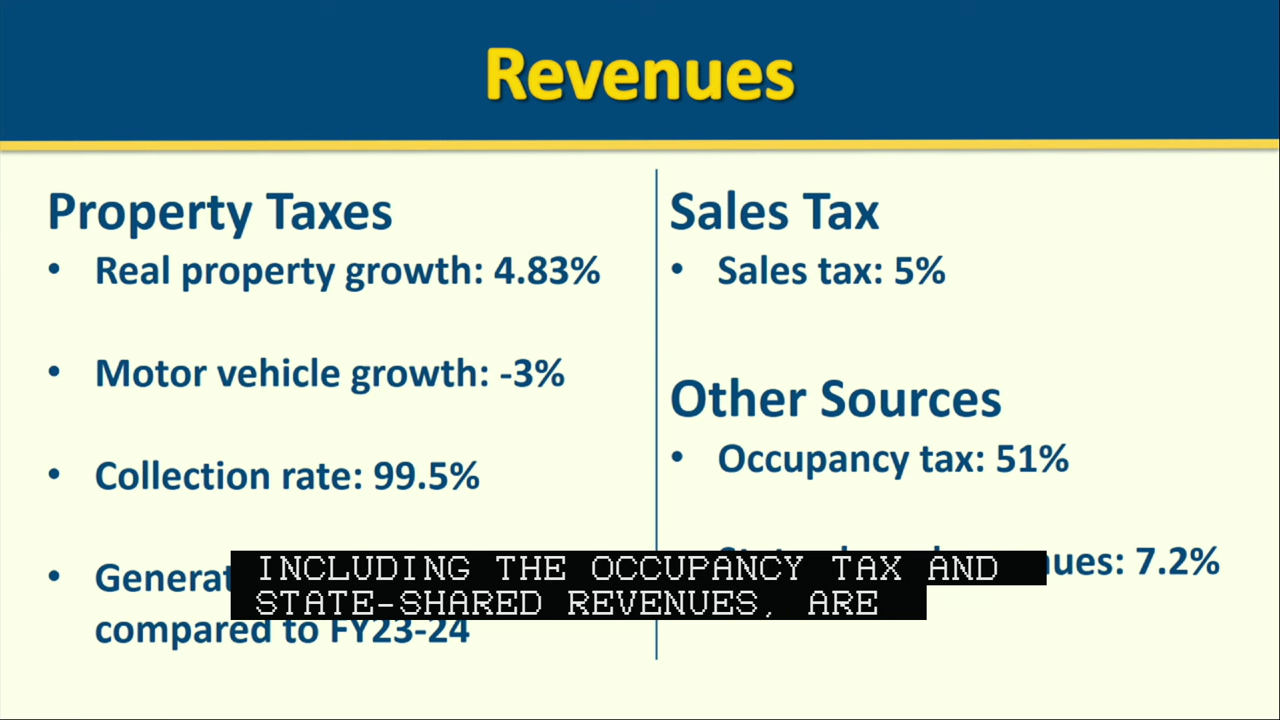 Revenues
Property Taxes
• Real property growth: 4.83%
• Motor vehicle growth: -3%
• Collection rate: 99.5%
compared to FY23-24
Sales Tax
• Sales tax: 5%
Other Sources
• Occupancy tax: 51%
7.2%
INCLUDING THE OCCUPANCY TAX AND
STATE-SHARED REVENUES, ARE